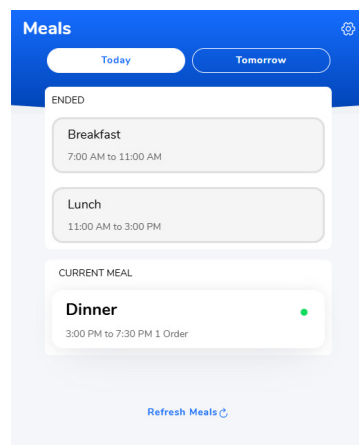 Meals
Today
Tomorrow
ENDED
Breakfast
7:00 AM to 11:00 AM
Lunch
11:00 AM to 3:00 PM
CURRENT MEAL
Dinner
3:00 PM to 7:30 PM 1 Order
Refresh Meals